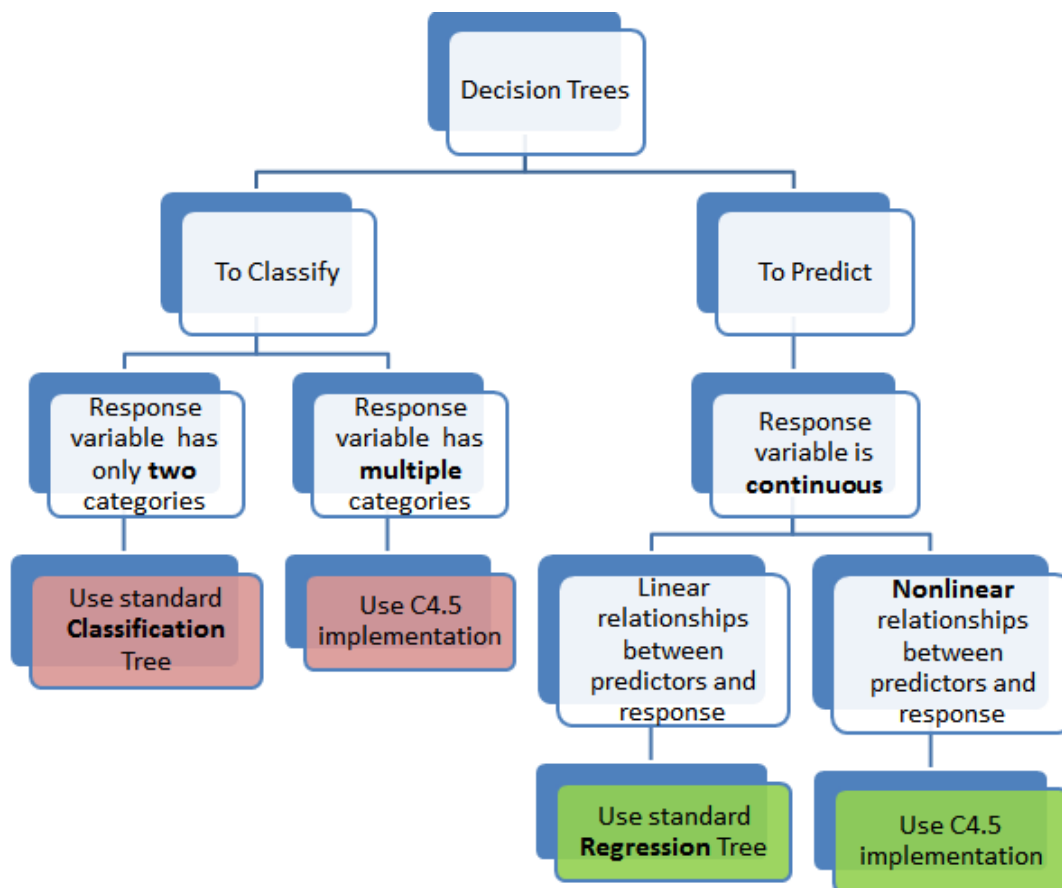 Decision Trees
To Classify
To Predict
Response
variable has
only two
categories
Response
variable has
multiple
categories
Response
variable is
continuous
Use standard
Classification
Tree
Use C4.5
implementation
Linear
relationships
between
predictors and
response
Nonlinear
relationships
between
predictors and
response
Use standard
Regression Tree
Use C4.5
implementation